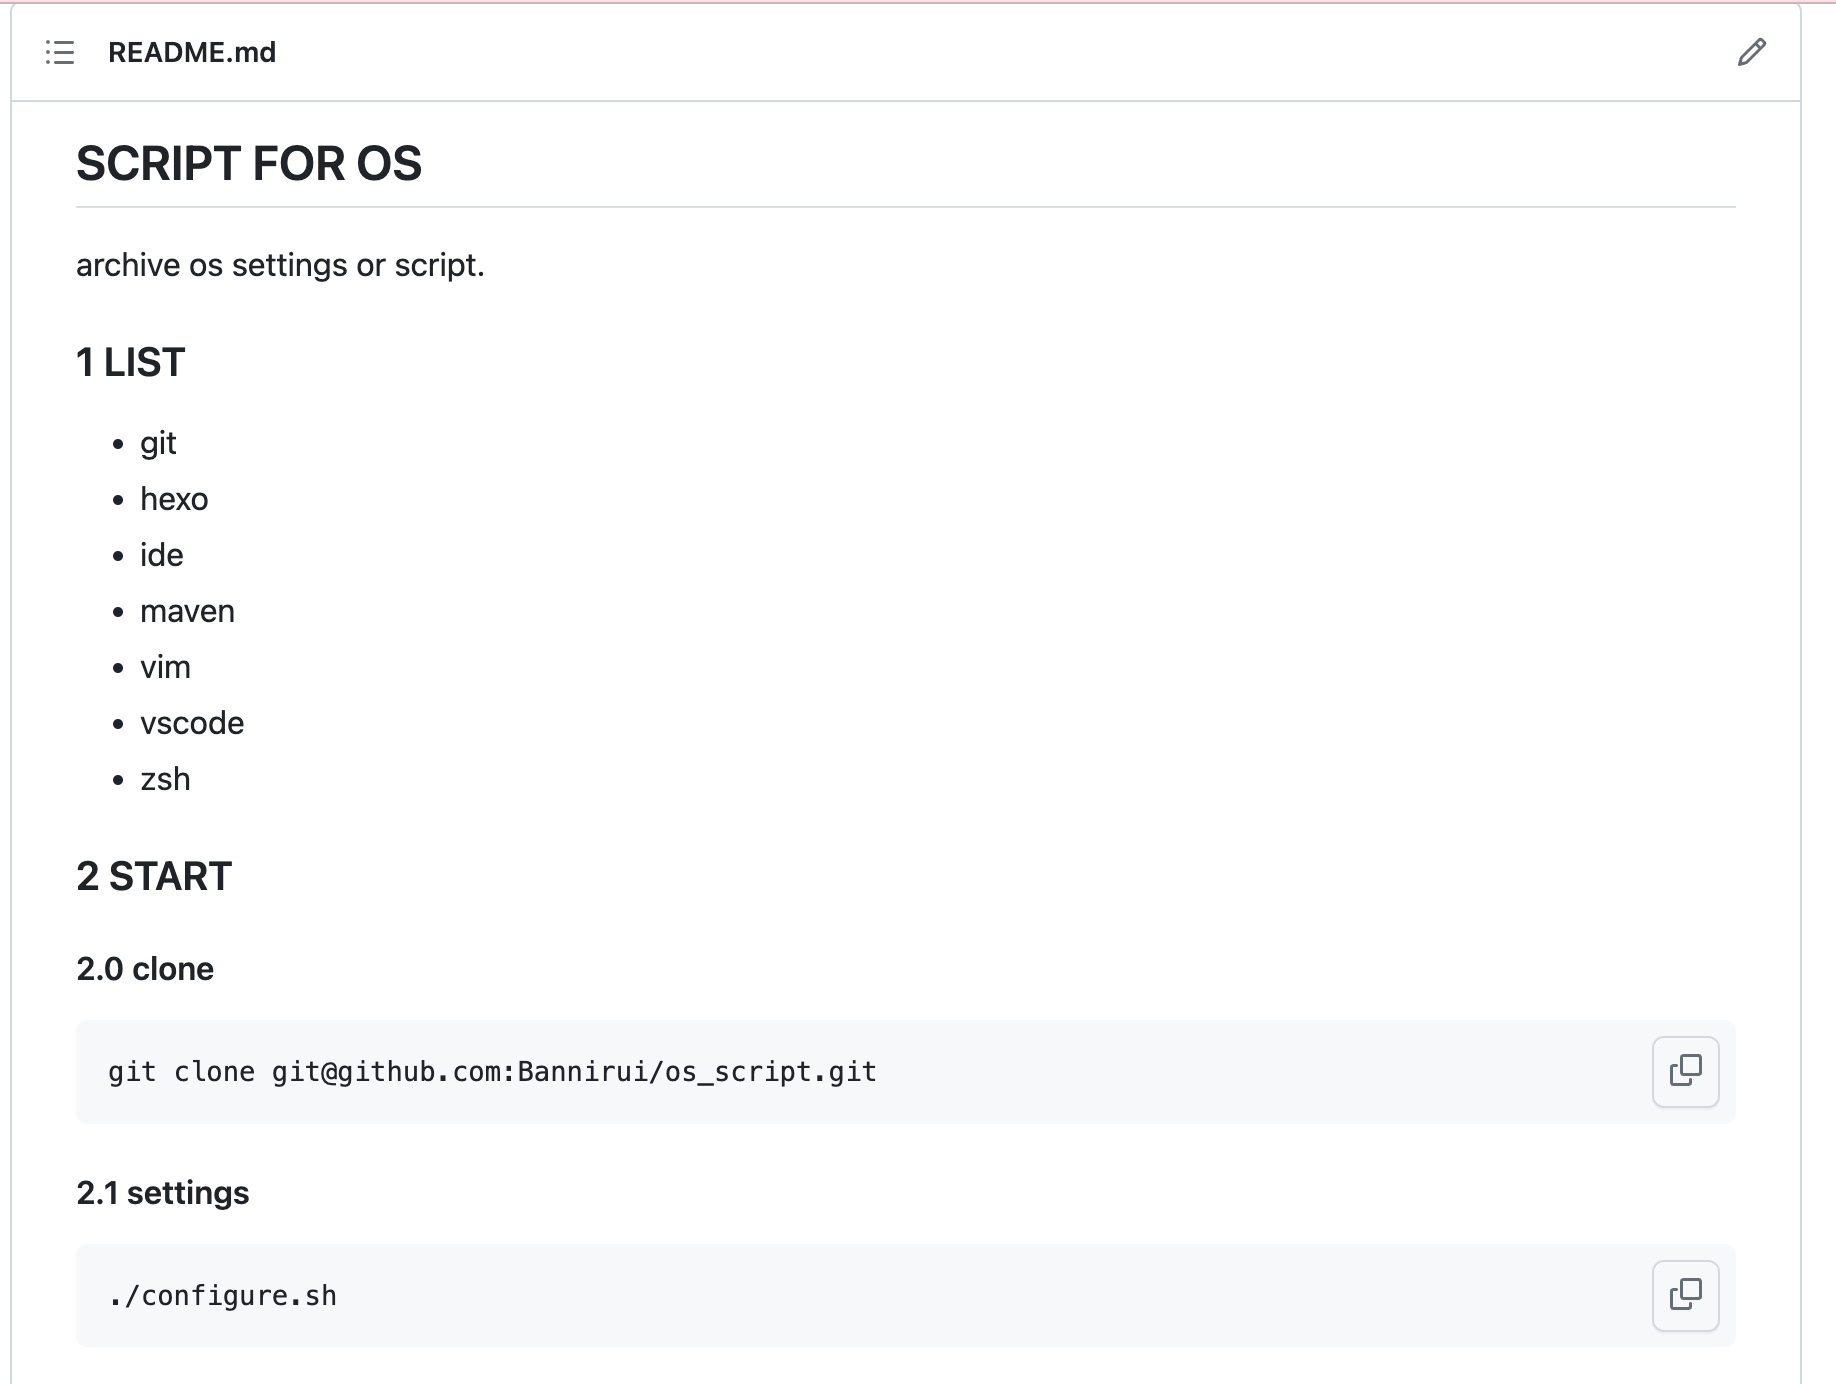 README.md
SCRIPT FOR OS
archive os settings or script.
1 LIST
git
hexo
ide
maven
vim
vscode
zsh
2 START
2.0 clone
git clone git@github.com:Bannirui/os_script.git
2.1 settings
./configure.sh